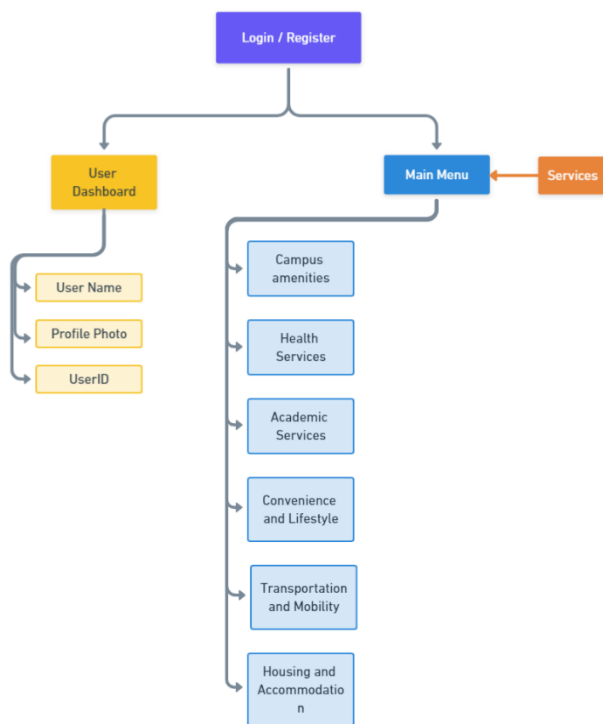 Login / Register
User
Dashboard
Main Menu
Services
User Name
Profile Photo
UserID
Campus
amenities
Health
Services
Academic
Services
Convenience
and Lifestyle
Transportation
and Mobility
Housing and
Accommodatio
n